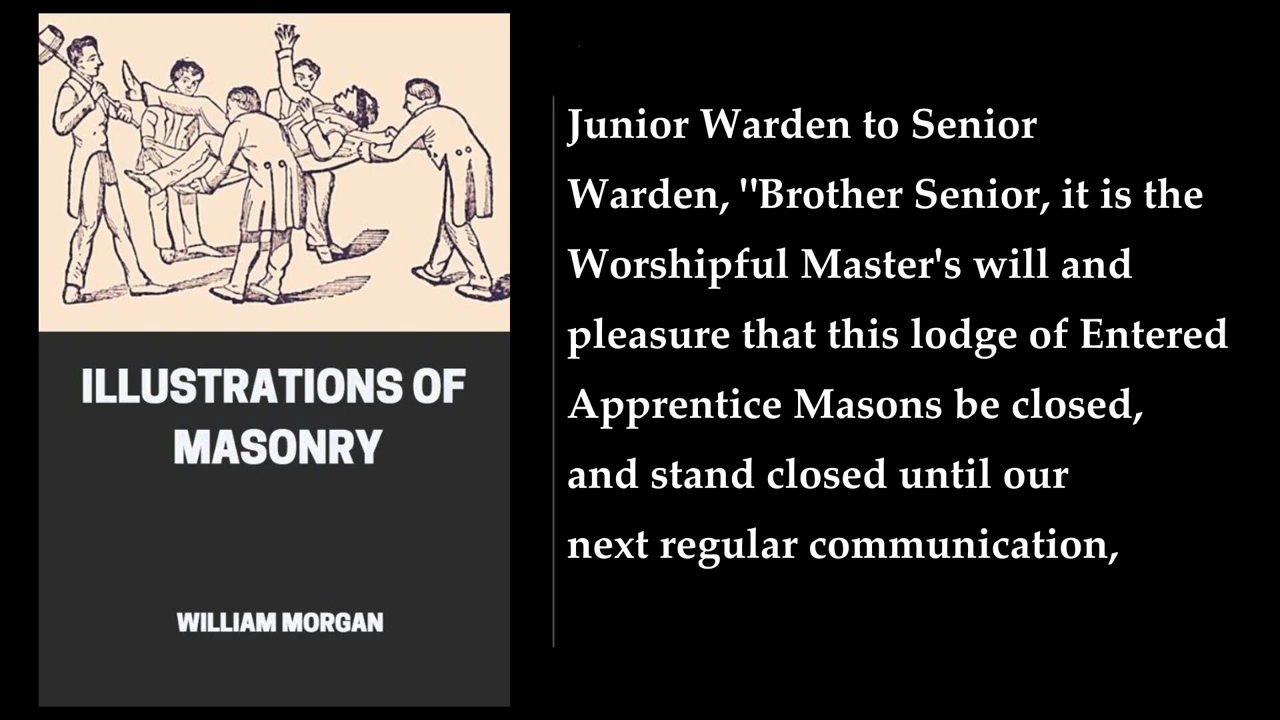 ILLUSTRATIONS OF
MASONRY
WILLIAM MORGAN
Junior Warden to Senior
Warden, "Brother Senior, it is the
Worshipful Master's will and
pleasure that this lodge of Entered
Apprentice Masons be closed,
and stand closed until our
next regular communication,